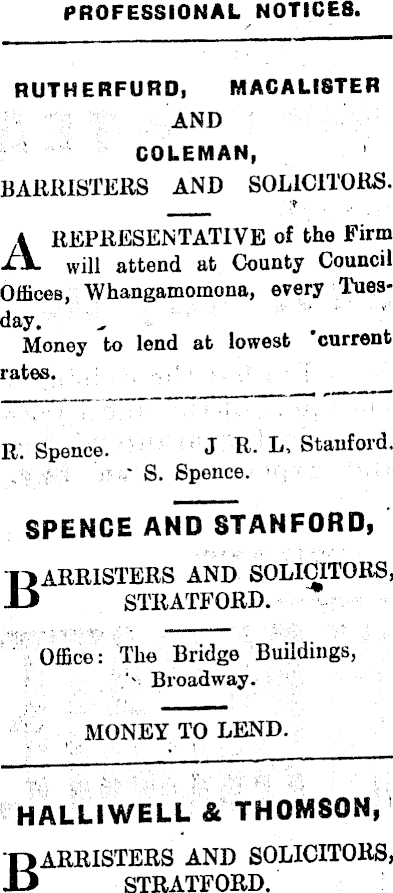 PROFESSIONAL NOTICES.
RUTHERFURD, MACALISTER
AND
COLEMAN,
BARRISTERS AND SOLICITORS.
A REPRESENTATIVE of the Firm
will attend at County Council
Offices, Whangamomona, every Tues-
day.
Money to lend at lowest current
rates.
R. Spence. J R. L. Stanford.
S. Spence.
SPENCE AND STANFORD,
BARRISTERS AND SOLICITORS,
STRATFORD.
Office: The Bridge Buildings,
Broadway.
MONEY TO LEND.
HALLIWELL & THOMSON,
BARRISTERS AND SOLICITORS,
STRATFORD.